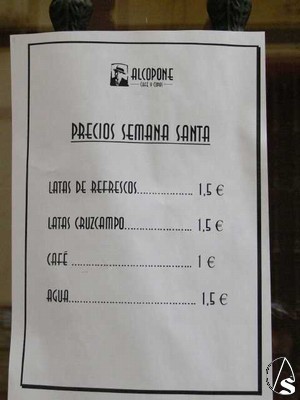 ALCOPONE
PRECIOS SEMANA SANTA
LATAS DE REFRESCOS.................. 1,5 €
LATAS CRUZCAMPO...................... 1,5 €
CAFÉ ....................................... 1 €
AGUA.......................................... 1,5 €